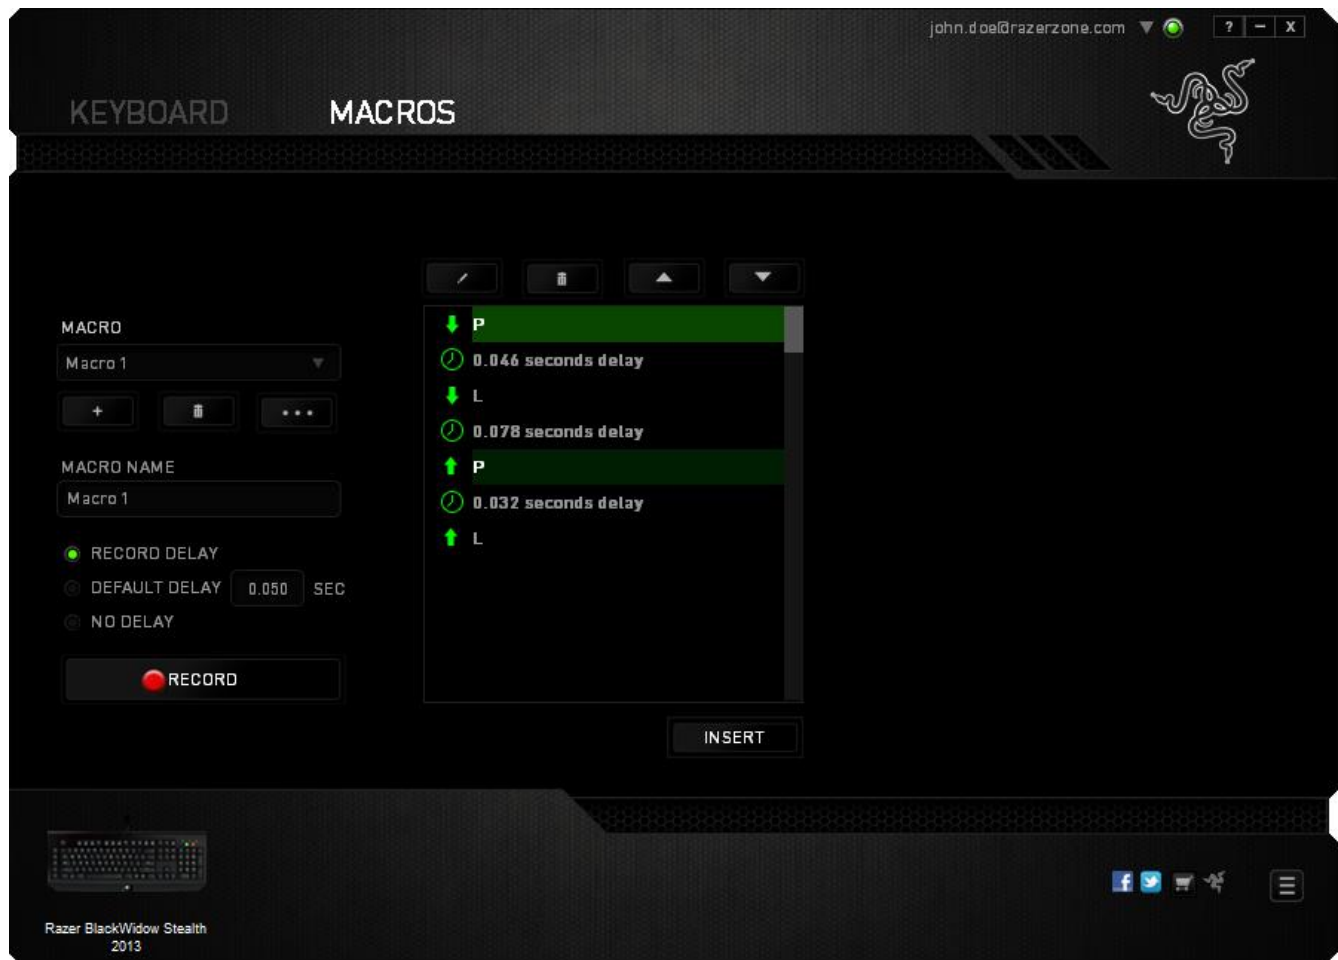 john.doe@razerzone.com
? – X
KEYBOARD MACROS
MACRO
Macro 1
+
MACRO NAME
Macro 1
RECORD DELAY
DEFAULT DELAY 0.050 SEC
NO DELAY
RECORD
P
0.046 seconds delay
L
0.078 seconds delay
P
0.032 seconds delay
L
INSERT
Razer BlackWidow Stealth
2013